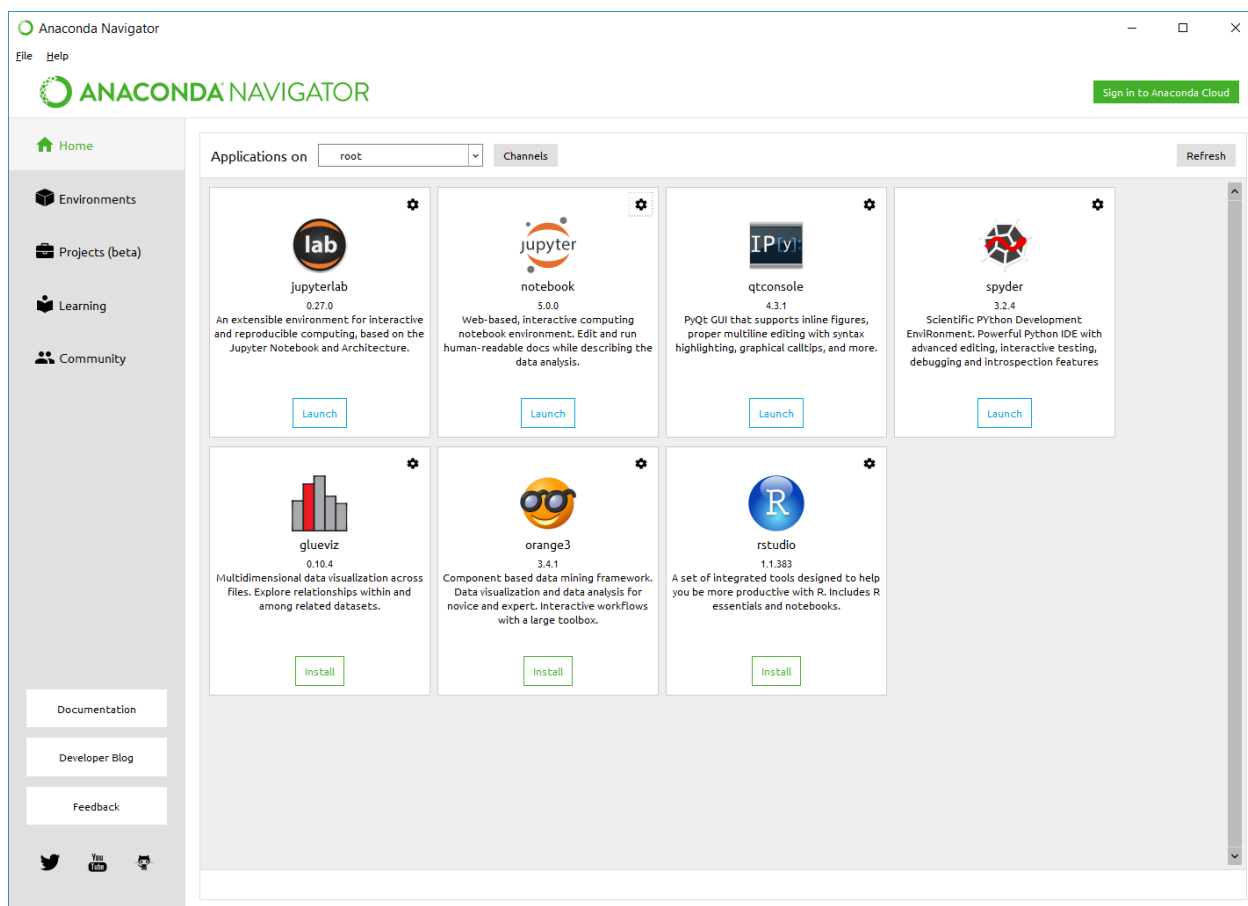 Anaconda Navigator
File Help
ANACONDA NAVIGATOR
Sign in to Anaconda Cloud
Home
Environments
Projects (beta)
Learning
Community
Documentation
Developer Blog
Feedback
You
Tube
Applications on root Channels Refresh
lab
jupyterlab
0.27.0
An extensible environment for interactive
and reproducible computing, based on the
Jupyter Notebook and Architecture.
Launch
jupyter
notebook
5.0.0
Web-based, interactive computing
notebook environment. Edit and run
human-readable docs while describing the
data analysis.
Launch
IP[y]:
qtconsole
4.3.1
PyQt GUI that supports inline figures,
proper multiline editing with syntax
highlighting, graphical calltips, and more.
Launch
spyder
3.2.4
Scientific PYthon Development
EnviRonment. Powerful Python IDE with
advanced editing, interactive testing,
debugging and introspection features
Launch
glueviz
0.10.4
Multidimensional data visualization across
files. Explore relationships within and
among related datasets.
Install
orange3
3.4.1
Component based data mining framework.
Data visualization and data analysis for
novice and expert. Interactive workflows
with a large toolbox.
Install
R
rstudio
1.1.383
A set of integrated tools designed to help
you be more productive with R. Includes R
essentials and notebooks.
Install